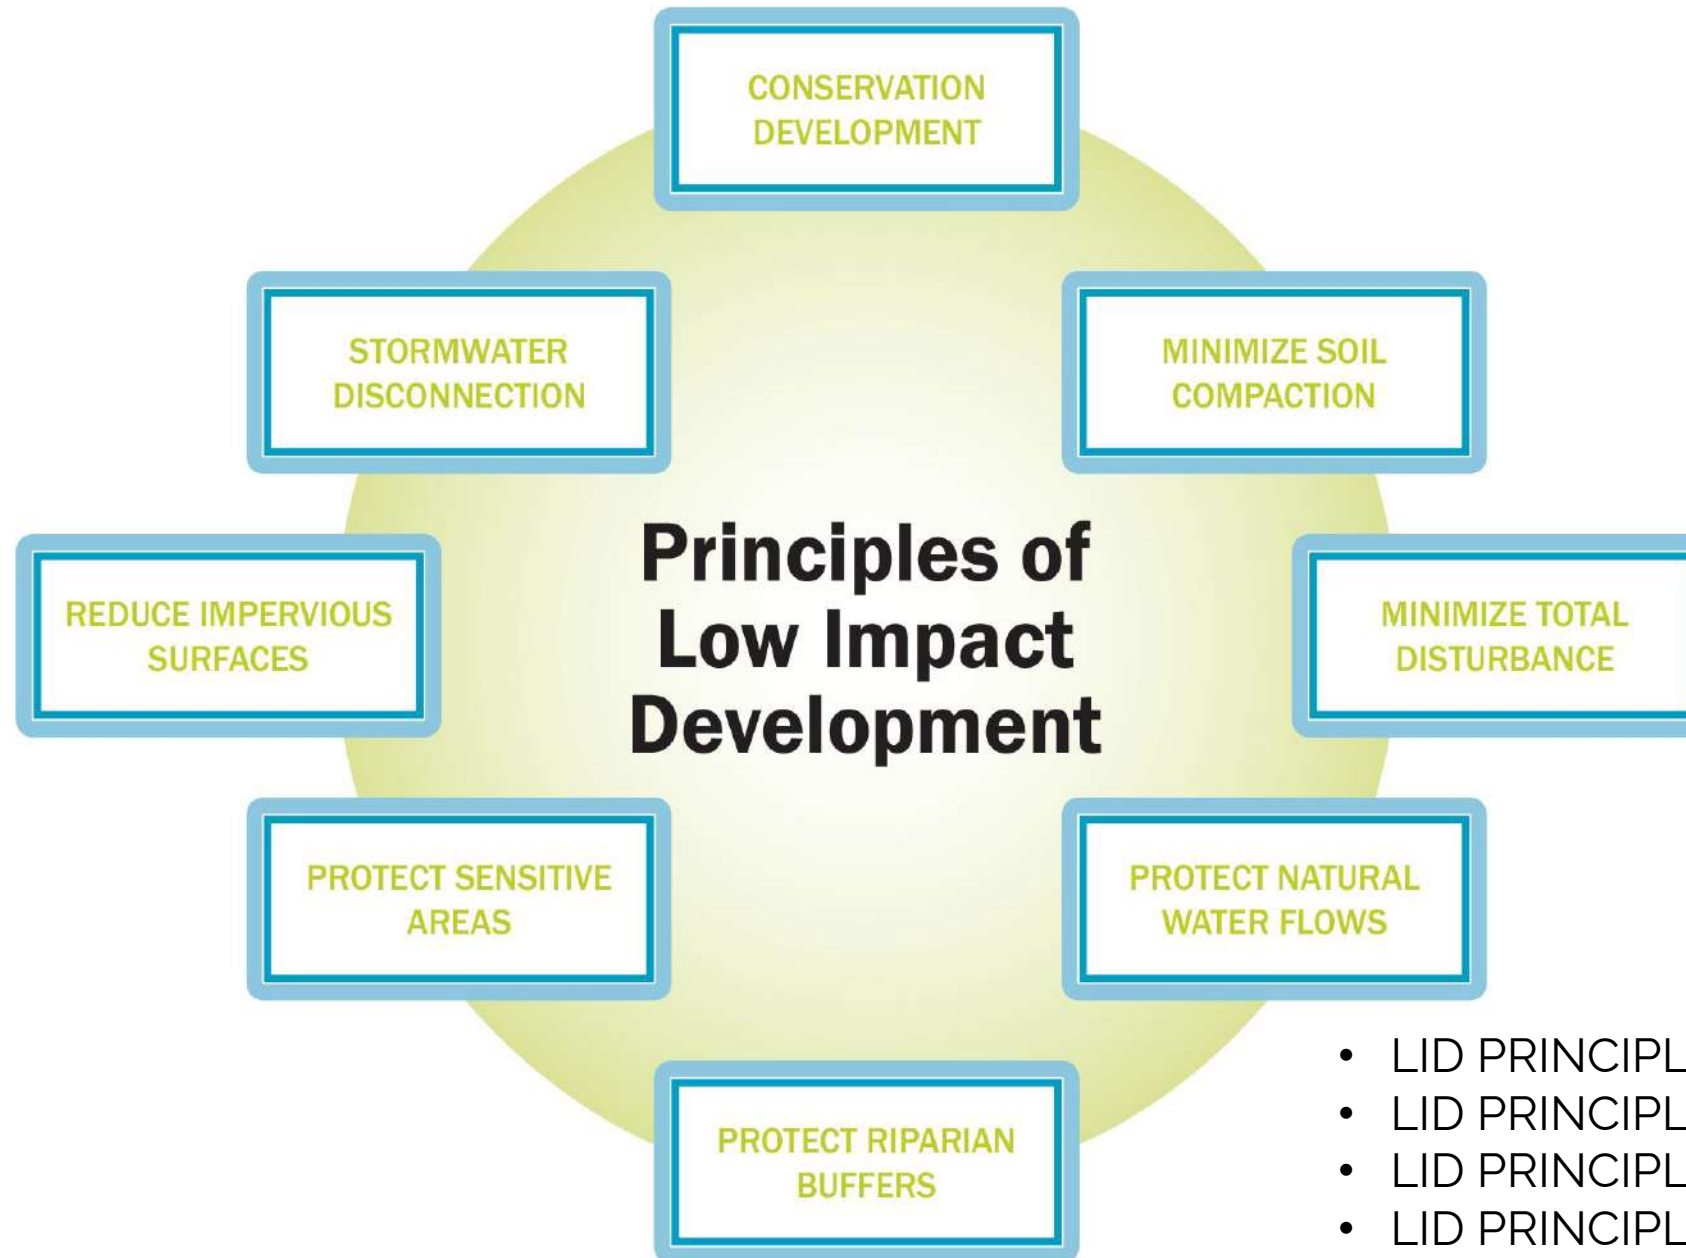 CONSERVATION
DEVELOPMENT
STORMWATER
DISCONNECTION
MINIMIZE SOIL
COMPACTION
Principles of
Low Impact
Development
REDUCE IMPERVIOUS
SURFACES
MINIMIZE TOTAL
DISTURBANCE
PROTECT SENSITIVE
AREAS
PROTECT NATURAL
WATER FLOWS
PROTECT RIPARIAN
BUFFERS
• LID PRINCIPL
• LID PRINCIPL
• LID PRINCIPL
• LID PRINCIPL